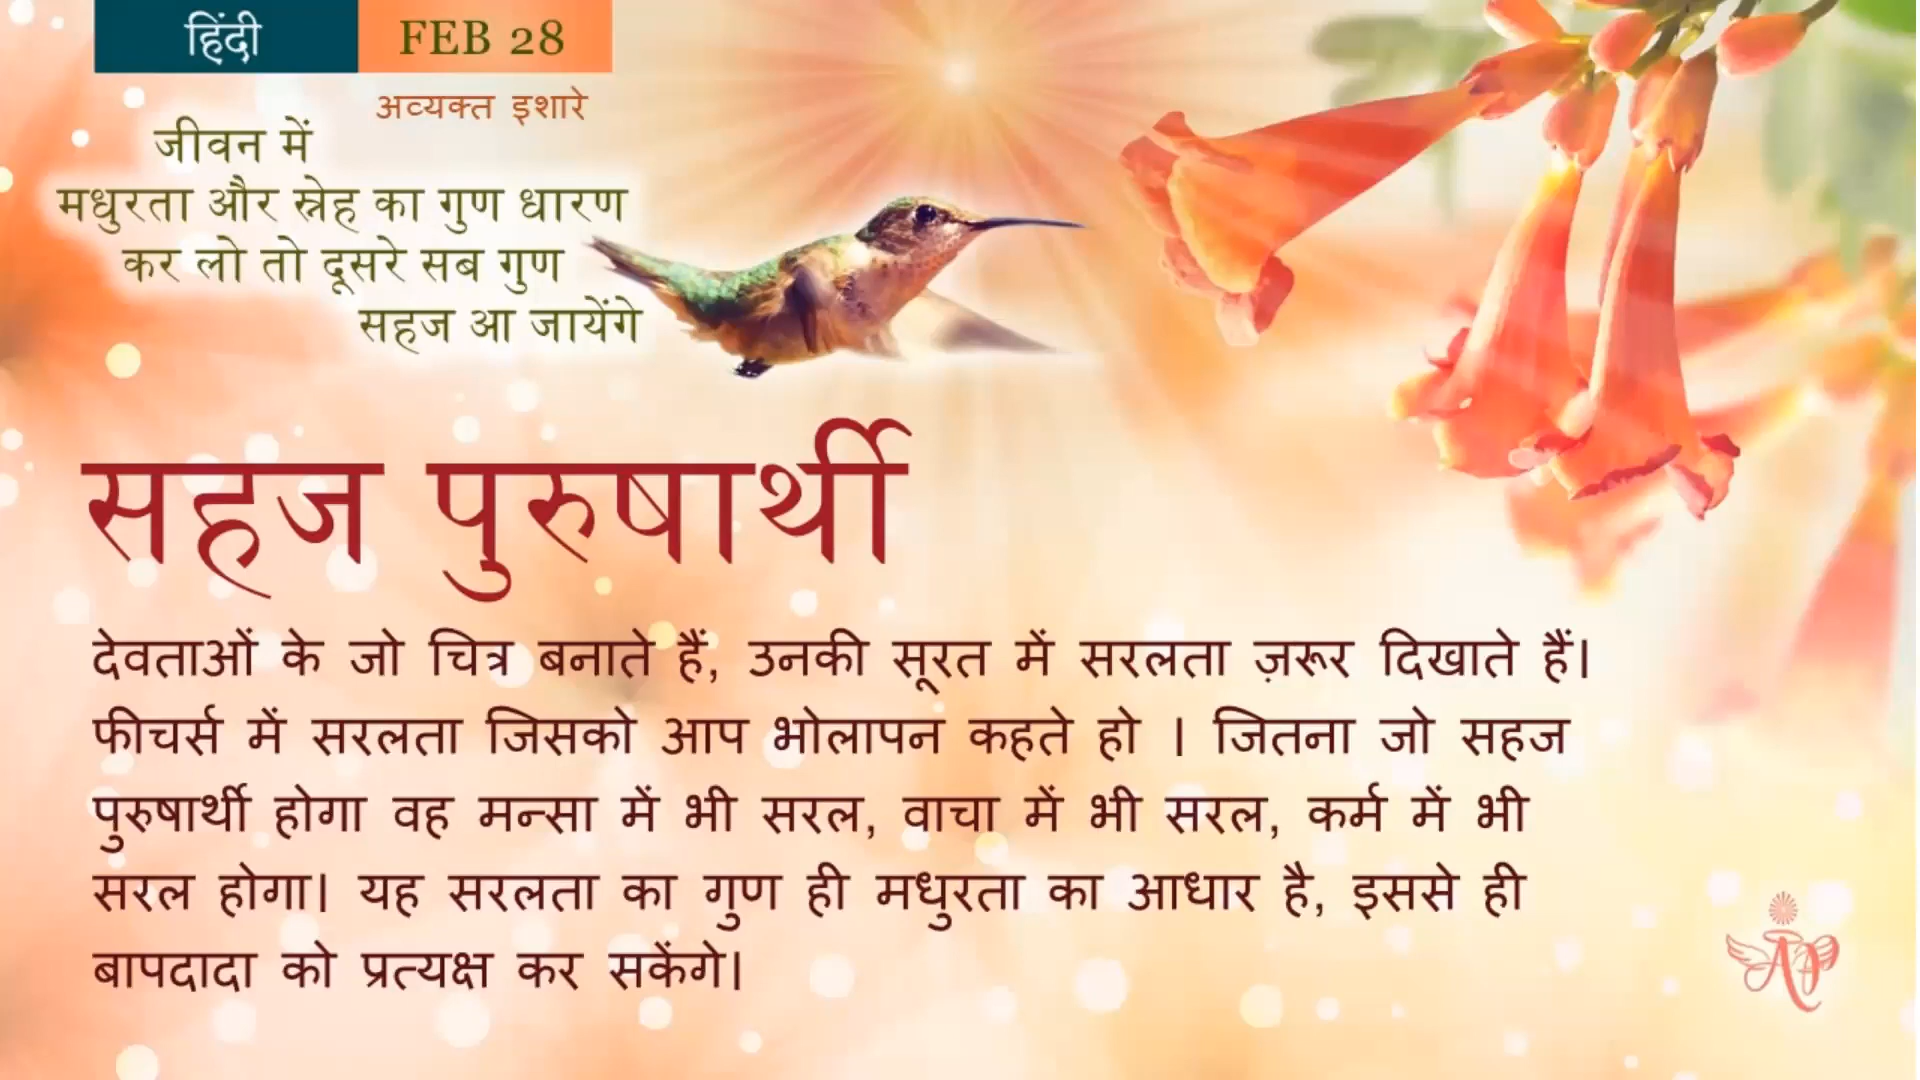 हिंदी
FEB 28
अव्यक्त इशारे
जीवन में
मधुरता और स्नेह का गुण धारण
कर लो तो दूसरे सब गुण
सहज आ जायेंगे
सहज पुरुषार्थी
देवताओं के जो चित्र बनाते हैं, उनकी सूरत में सरलता ज़रूर दिखाते हैं।
फीचर्स में सरलता जिसको आप भोलापन कहते हो । जितना जो सहज
पुरुषार्थी होगा वह मन्सा में भी सरल, वाचा में भी सरल, कर्म में भी
सरल होगा। यह सरलता का गुण ही मधुरता का आधार है, इससे ही
बापदादा को प्रत्यक्ष कर सकेंगे।